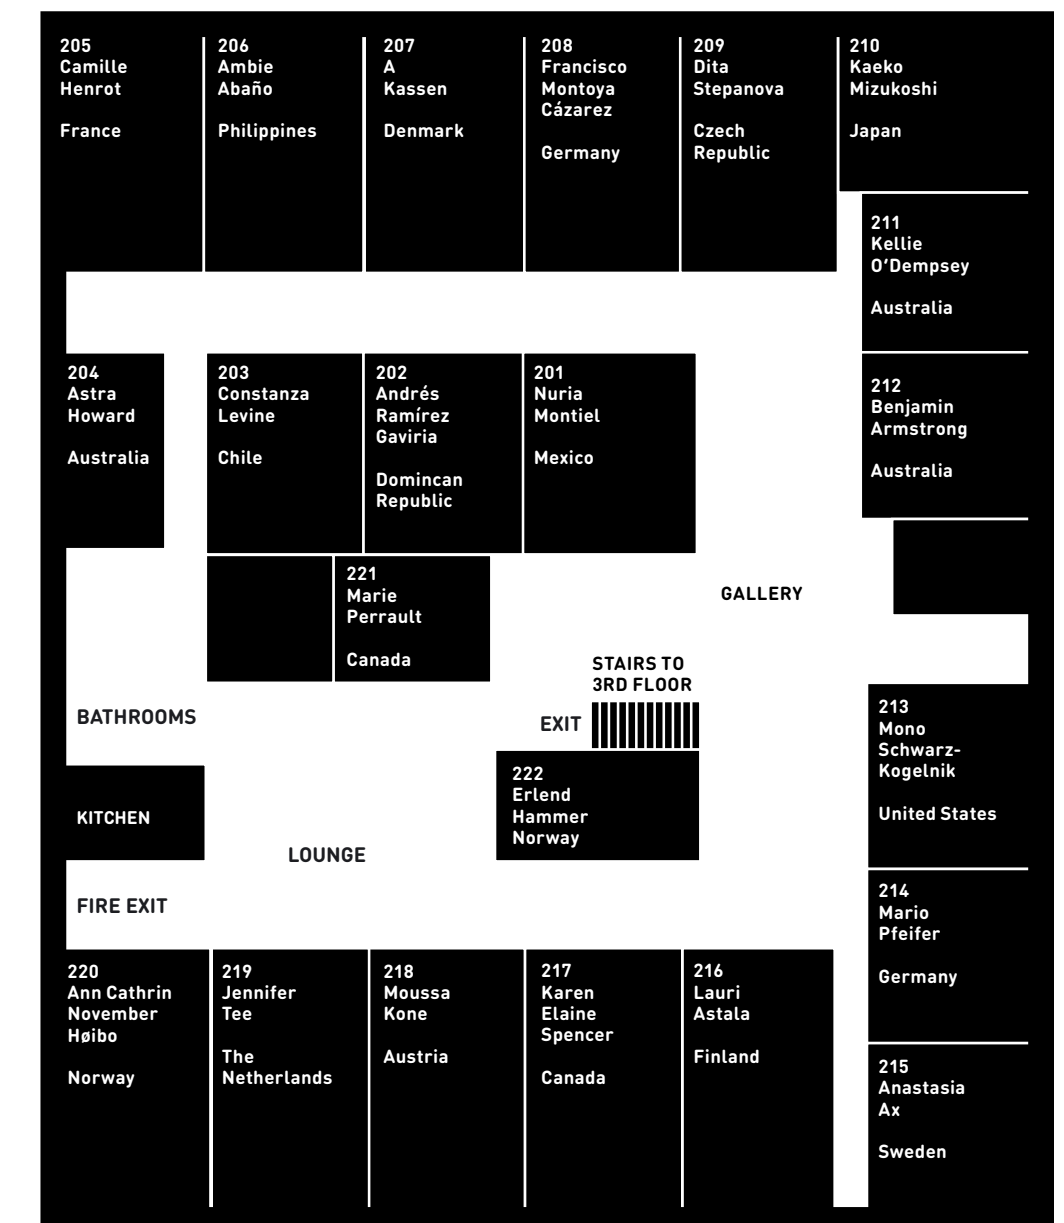 205
Camille
Henrot
France
206
Ambie
Abaño
Philippines
207
A
Kassen
Denmark
208
Francisco
Montoya
Cázarez
Germany
209
Dita
Stepanova
Czech
Republic
210
Kaeko
Mizukoshi
Japan
211
Kellie
O'Dempsey
Australia
204
Astra
Howard
Australia
203
Constanza
Levine
Chile
202
Andrés
Ramírez
Gaviria
Domincan
Republic
201
Nuria
Montiel
Mexico
212
Benjamin
Armstrong
Australia
221
Marie
Perrault
Canada
GALLERY
STAIRS TO
3RD FLOOR
BATHROOMS
EXIT
213
Mono
Schwarz-
Kogelnik
United States
222
Erlend
Hammer
Norway
KITCHEN
LOUNGE
FIRE EXIT
214
Mario
Pfeifer
Germany
220
Ann Cathrin
November
Høibo
Norway
219
Jennifer
Tee
The
Netherlands
218
Moussa
Kone
Austria
217
Karen
Elaine
Spencer
Canada
216
Lauri
Astala
Finland
215
Anastasia
Ax
Sweden